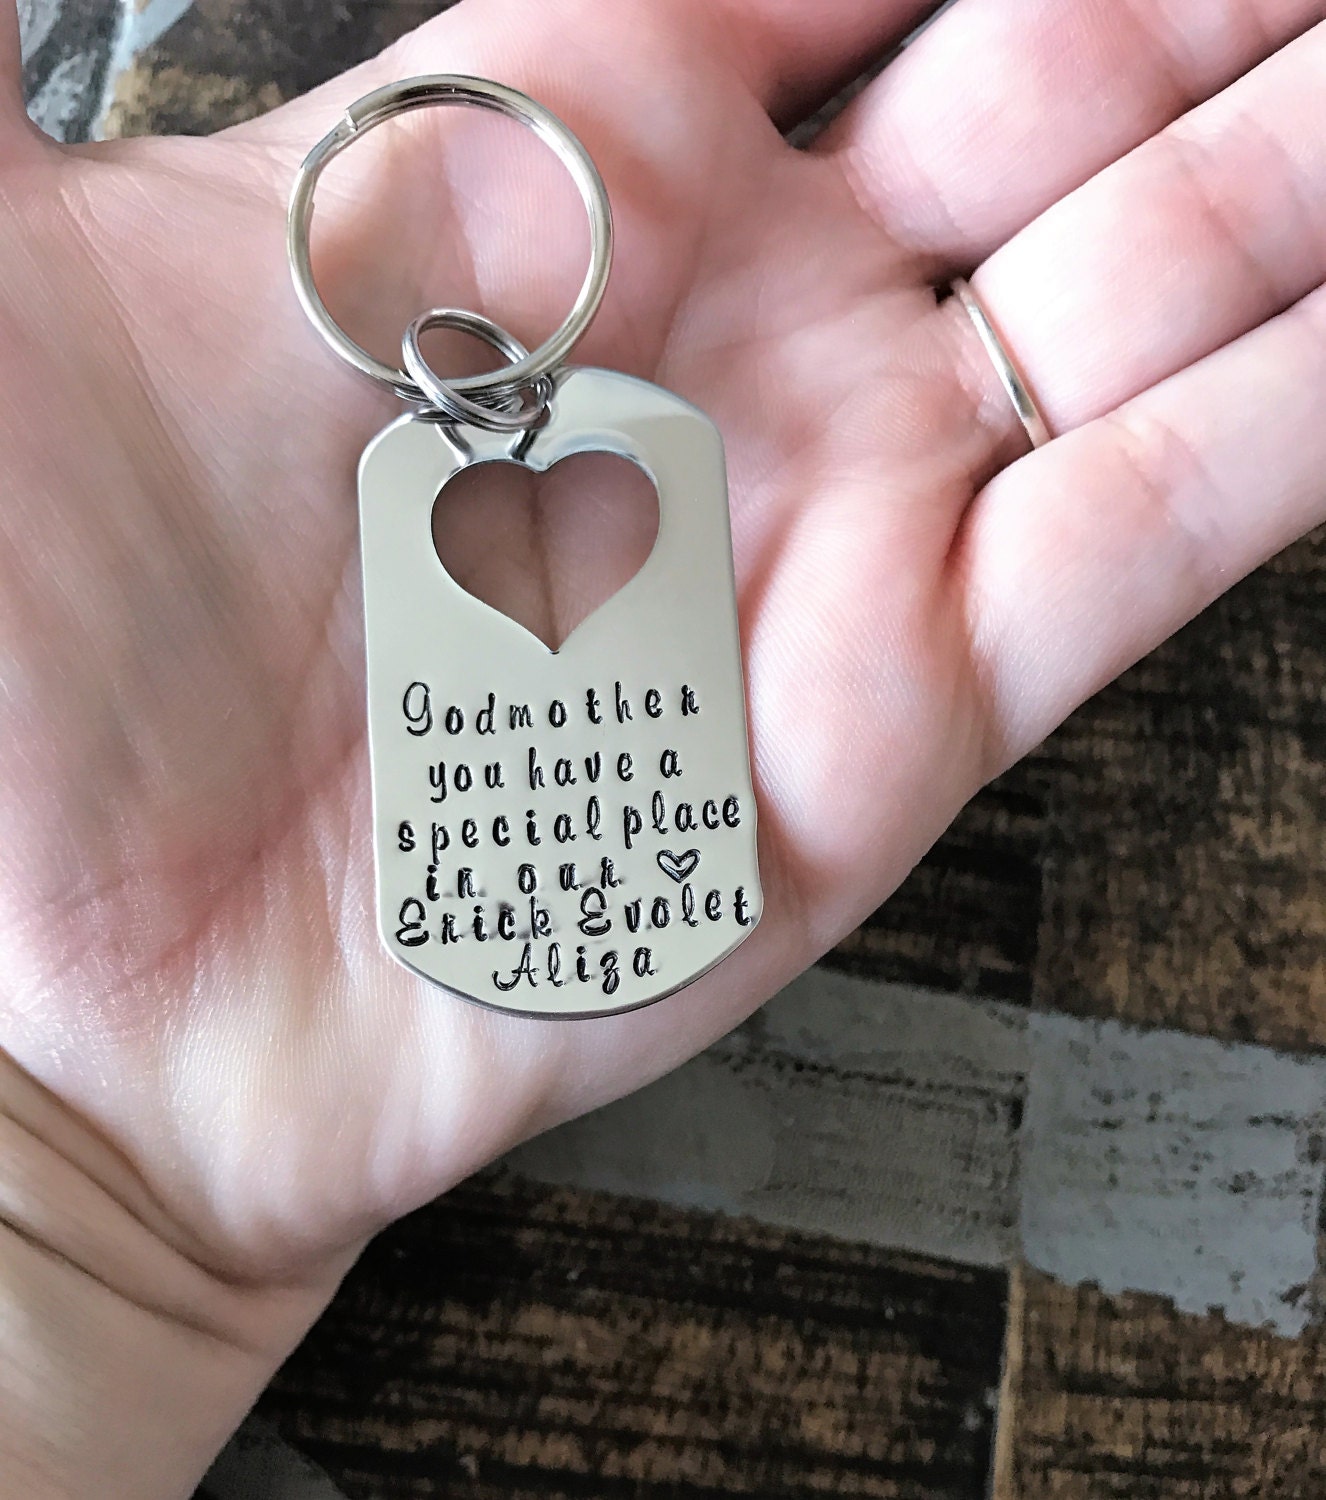 Godmother
you have a
special place
in our ♡
Erick Evolet
Aliza